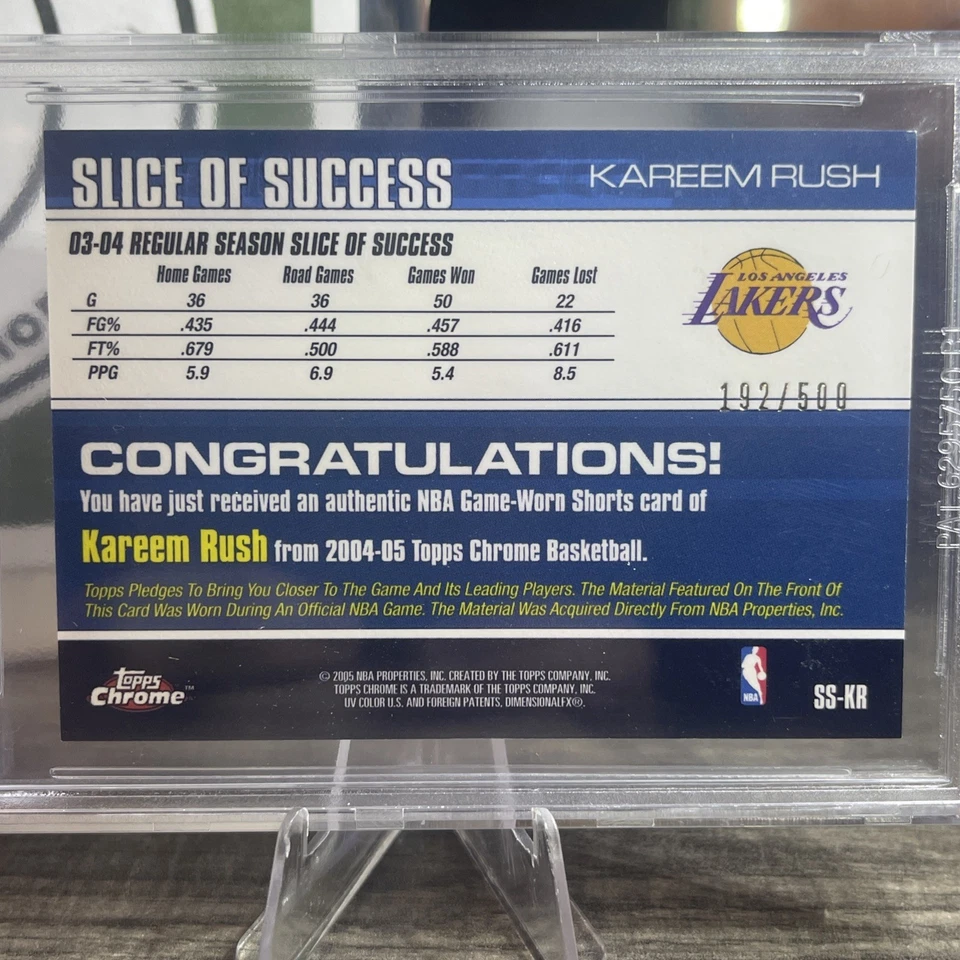 SLICE OF SUCCESS
KAREEM RUSH
03-04 REGULAR SEASON SLICE OF SUCCESS
Home Games Road Games Games Won Games Lost
G 36 36 50 22
FG% .435 .444 .457 .416
FT% .679 .500 .588 .611
PPG 5.9 6.9 5.4 8.5
LOS ANGELES
LAKERS
192/500
CONGRATULATIONS!
You have just received an authentic NBA Game-Worn Shorts card of
Kareem Rush from 2004-05 Topps Chrome Basketball.
Topps Pledges To Bring You Closer To The Game And Its Leading Players. The Material Featured On The Front Of
This Card Was Worn During An Official NBA Game. The Material Was Acquired Directly From NBA Properties, Inc.
topps
Chrome™
© 2005 NBA PROPERTIES, INC. CREATED BY THE TOPPS COMPANY, INC.
TOPPS CHROME IS A TRADEMARK OF THE TOPPS COMPANY, INC.
UV COLOR U.S. AND FOREIGN PATENTS, DIMENSIONALFX®.
NBA
SS-KR